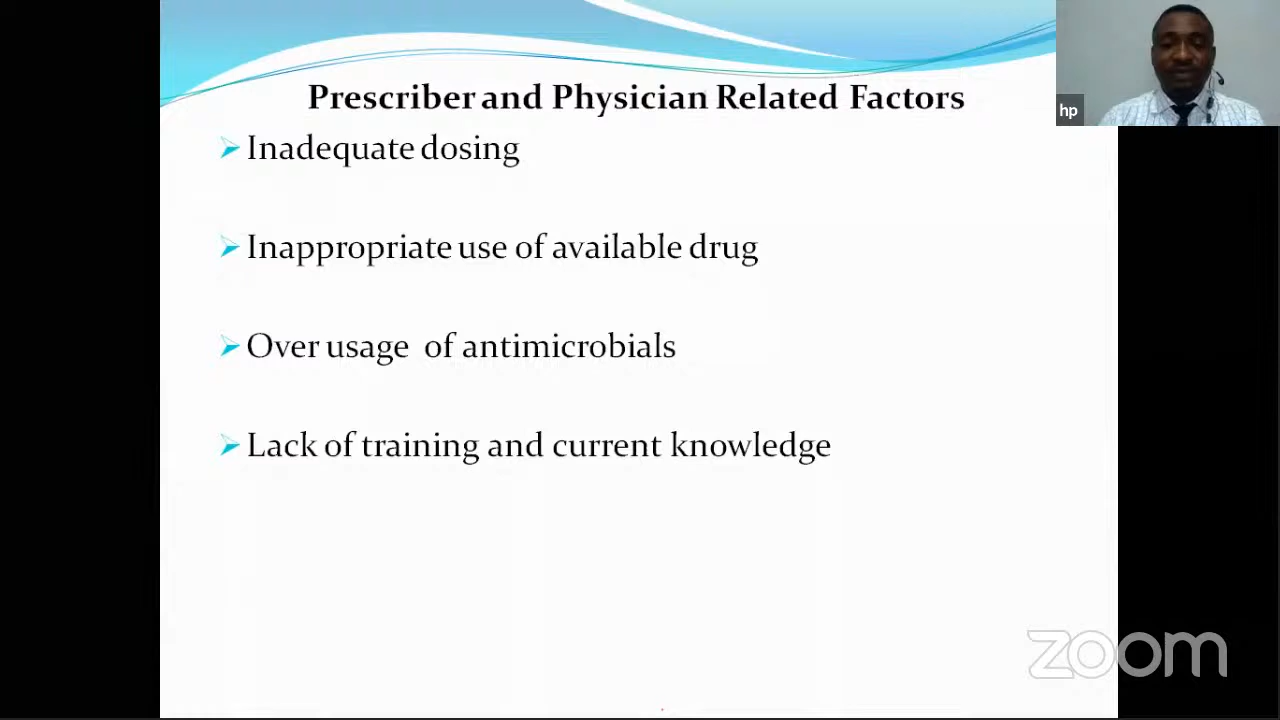 Prescriber and Physician Related Factors
hp
Inadequate dosing
Inappropriate use of available drug
Over usage of antimicrobials
Lack of training and current knowledge
zoom